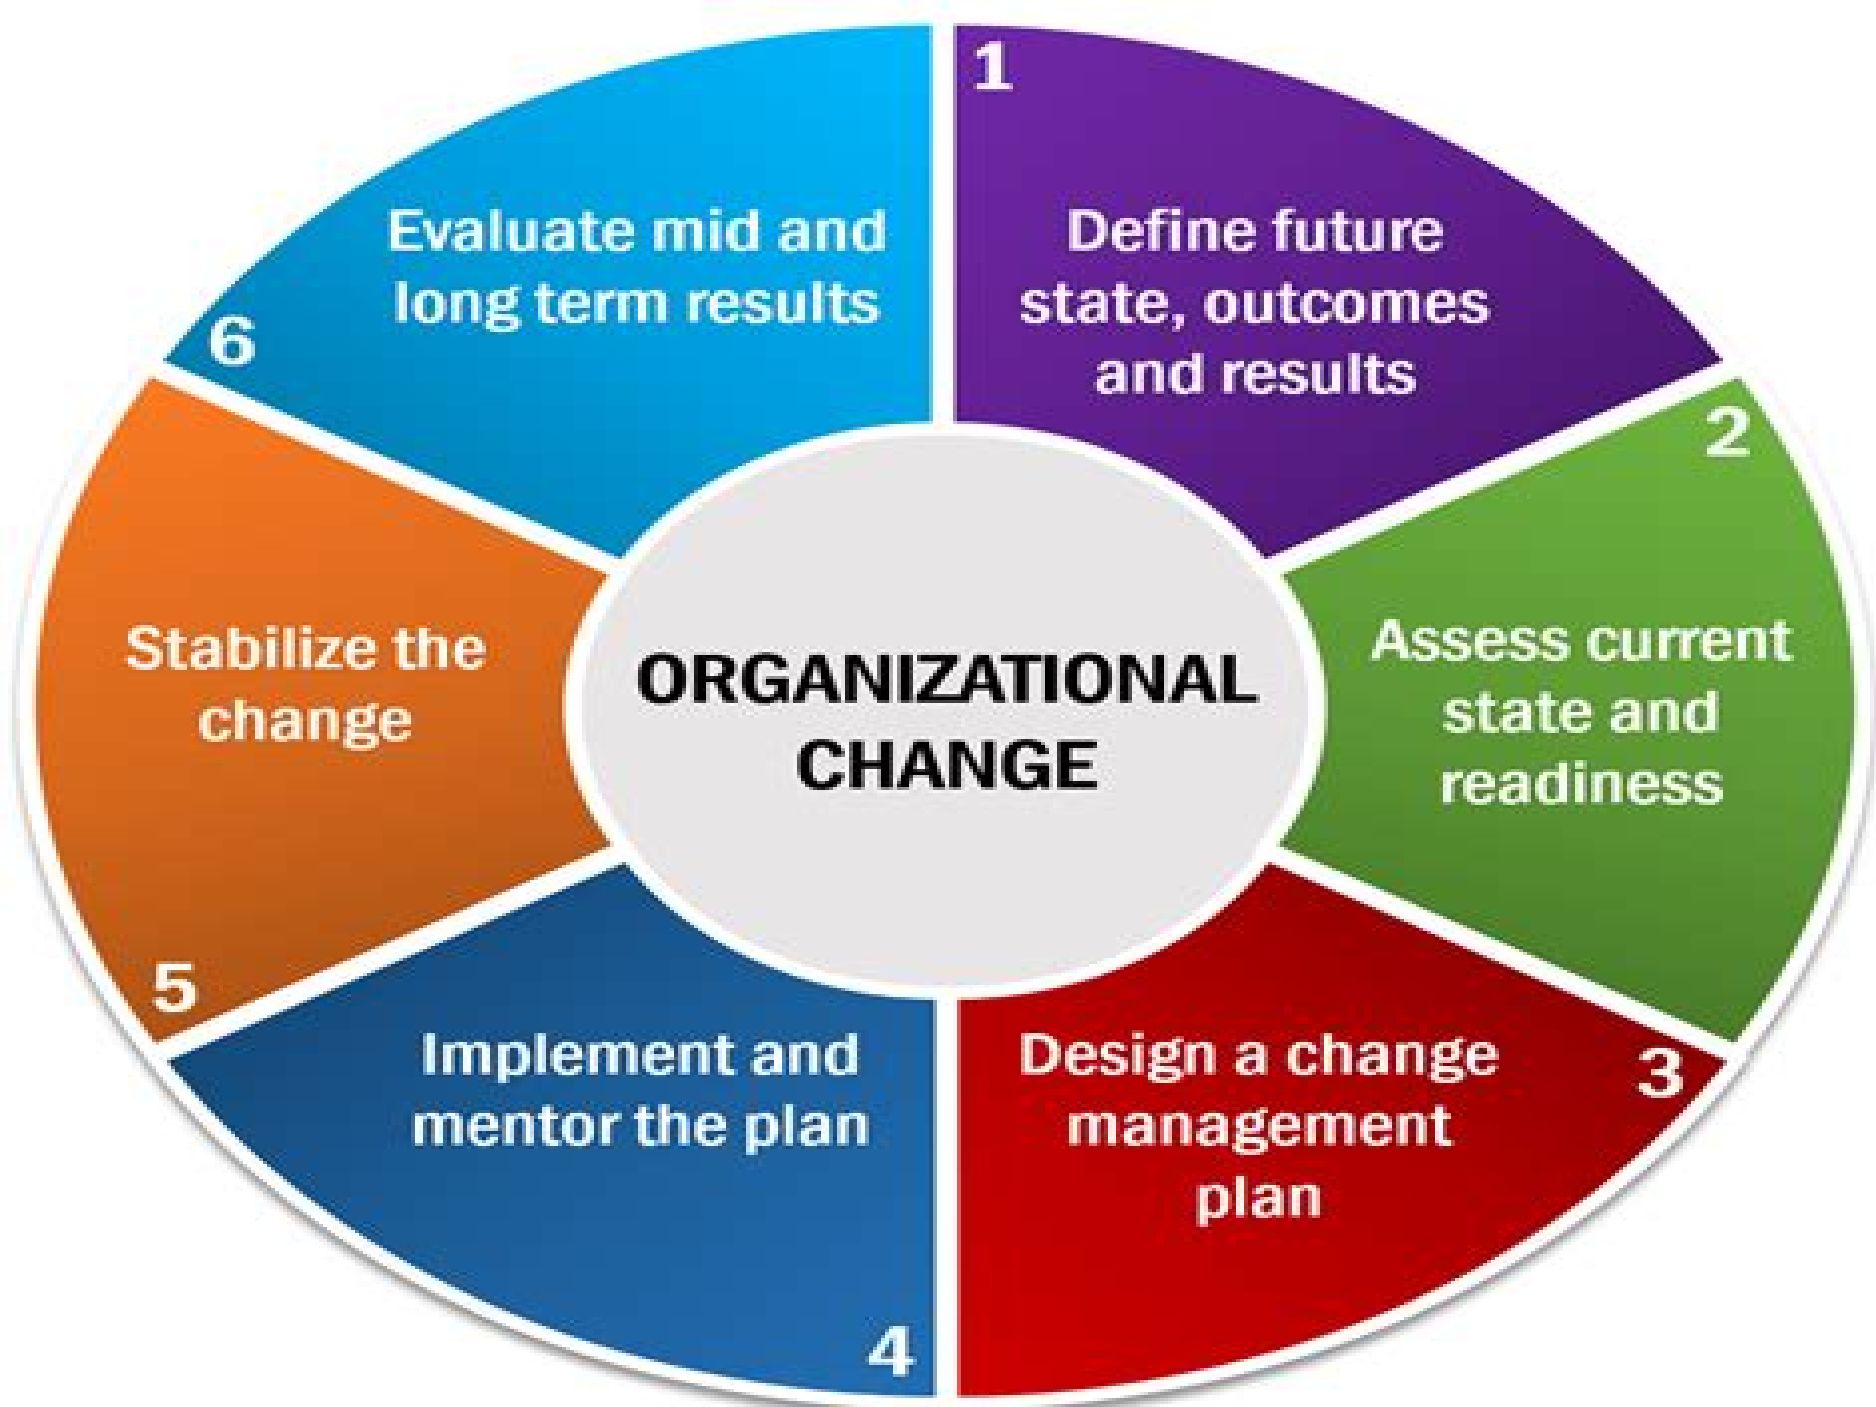 1
Define future
state, outcomes
and results
2
Assess current
state and
readiness
3
Design a change
management
plan
4
Implement and
mentor the plan
5
Stabilize the
change
6
Evaluate mid and
long term results
ORGANIZATIONAL
CHANGE